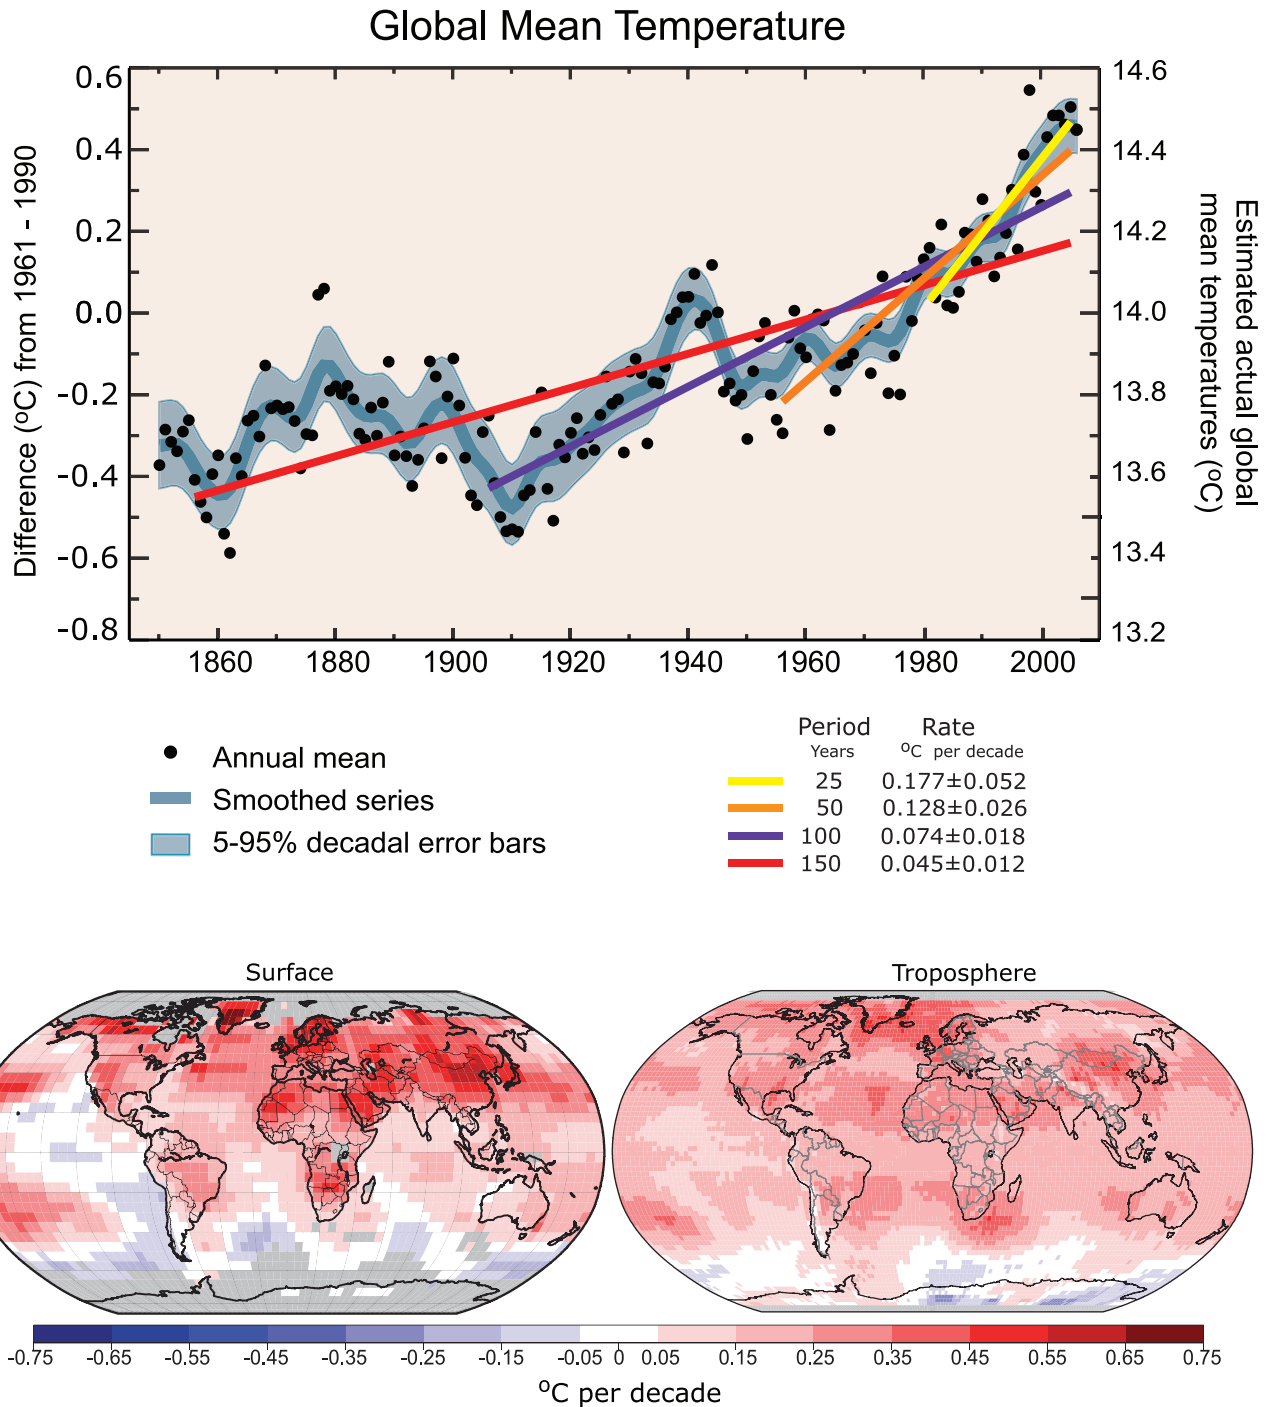 Global Mean Temperature
Difference (oC) from 1961 - 1990
0.6
0.4
0.2
0.0
-0.2
-0.4
-0.6
-0.8
14.6
14.4
14.2
14.0
13.8
13.6
13.4
13.2
Estimated actual global
mean temperatures (oC)
1860 1880 1900 1920 1940 1960 1980 2000
Annual mean
Smoothed series
5-95% decadal error bars
Period Rate
Years oC per decade
25 0.177±0.052
50 0.128±0.026
100 0.074±0.018
150 0.045±0.012
Surface
Troposphere
-0.75 -0.65 -0.55 -0.45 -0.35 -0.25 -0.15 -0.05 0 0.05 0.15 0.25 0.35 0.45 0.55 0.65 0.75
oC per decade